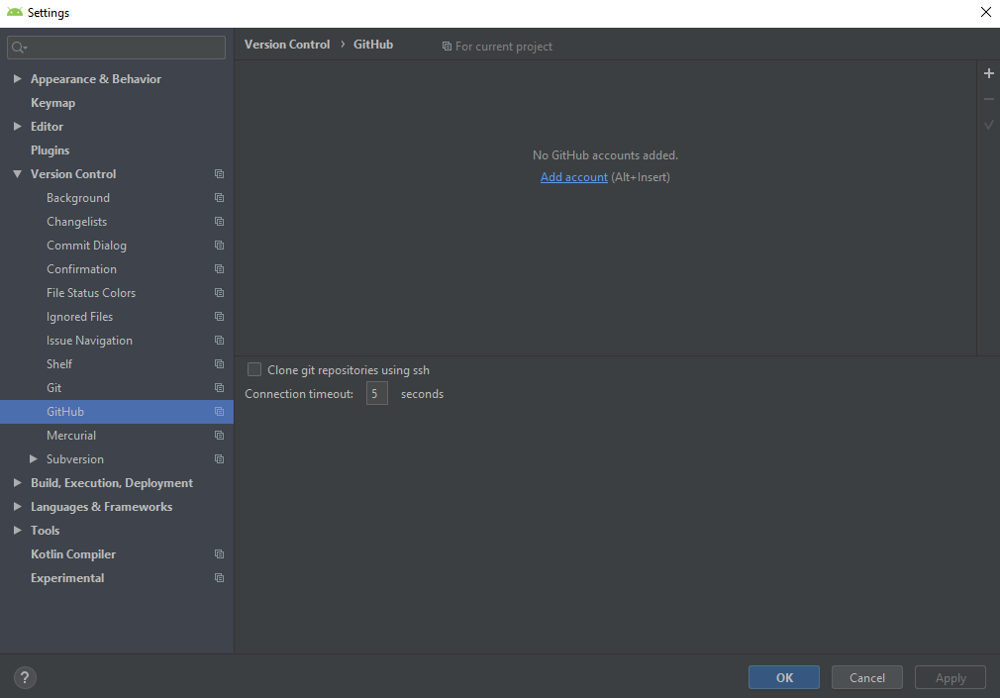 Settings
Version Control › GitHub For current project
Appearance & Behavior
Keymap
Editor
Plugins
Version Control
Background
Changelists
Commit Dialog
Confirmation
File Status Colors
Ignored Files
Issue Navigation
Shelf
Git
GitHub
Mercurial
Subversion
Build, Execution, Deployment
Languages & Frameworks
Tools
Kotlin Compiler
Experimental
No GitHub accounts added.
Add account (Alt+Insert)
Clone git repositories using ssh
Connection timeout: 5 seconds
? OK Cancel Apply